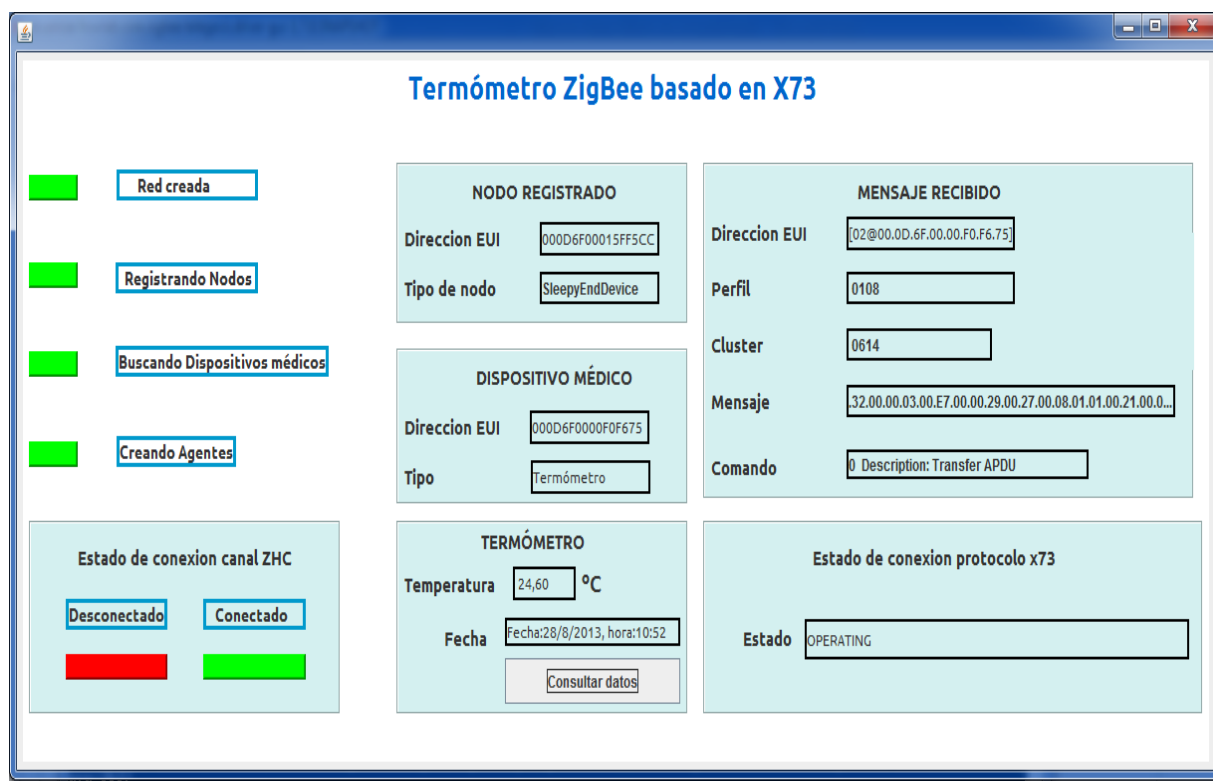 Termómetro ZigBee basado en X73
Red creada
Registrando Nodos
Buscando Dispositivos médicos
Creando Agentes
Estado de conexion canal ZHC
Desconectado
Conectado
NODO REGISTRADO
Direccion EUI 000D6F00015FF5CC
Tipo de nodo SleepyEndDevice
DISPOSITIVO MÉDICO
Direccion EUI 000D6F0000F0F675
Tipo Termómetro
TERMÓMETRO
Temperatura 24,60 ºC
Fecha Fecha:28/8/2013, hora:10:52
Consultar datos
MENSAJE RECIBIDO
Direccion EUI [02@00.0D.6F.00.00.F0.F6.75]
Perfil 0108
Cluster 0614
Mensaje .32.00.00.03.00.E7.00.00.29.00.27.00.08.01.01.00.21.00.0...
Comando 0 Description: Transfer APDU
Estado de conexion protocolo x73
Estado OPERATING